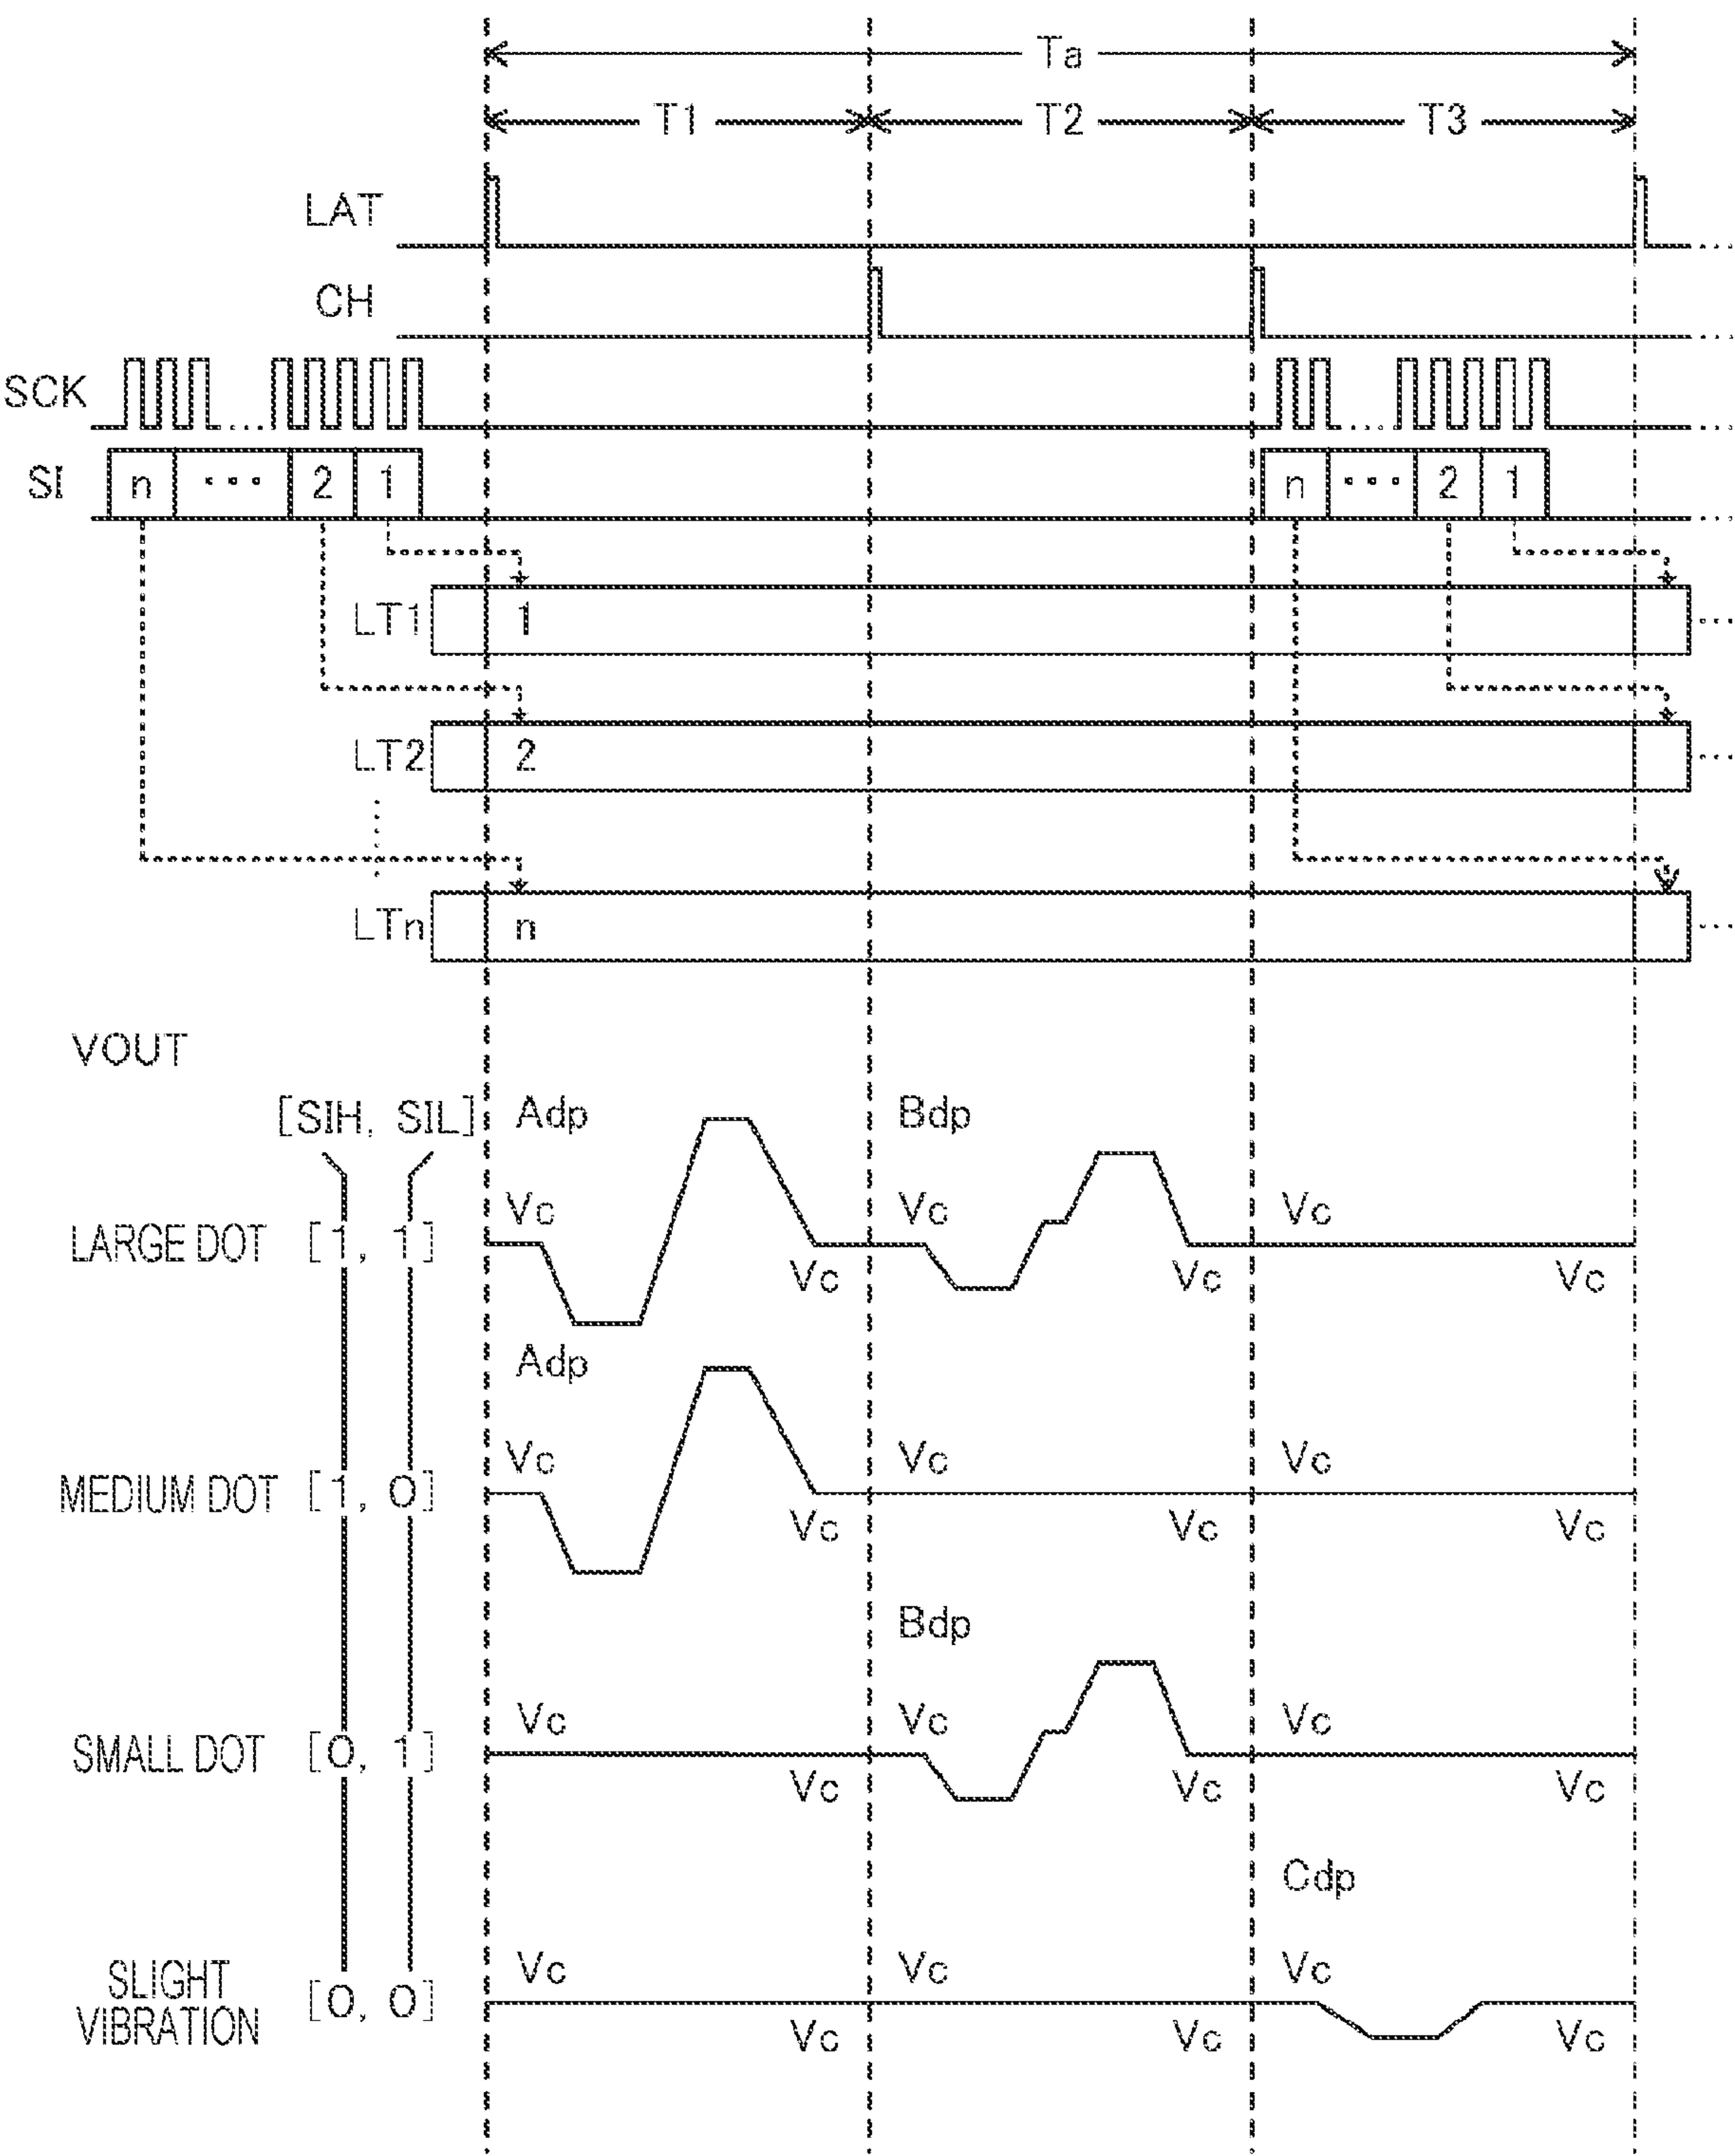 Ta
T1 T2 T3
LAT
CH
SCK
SI n ... 2 1 n ... 2 1
LT1 1
LT2 2
LTn n
VOUT
[SIH, SIL] Adp Bdp
Vc Vc Vc
LARGE DOT [1, 1]
Vc Vc Vc
Adp
Vc Vc Vc
MEDIUM DOT [1, 0]
Vc Vc Vc
Bdp
Vc Vc Vc
SMALL DOT [0, 1]
Vc Vc Vc
Cdp
Vc Vc Vc
SLIGHT
VIBRATION [0, 0]
Vc Vc Vc